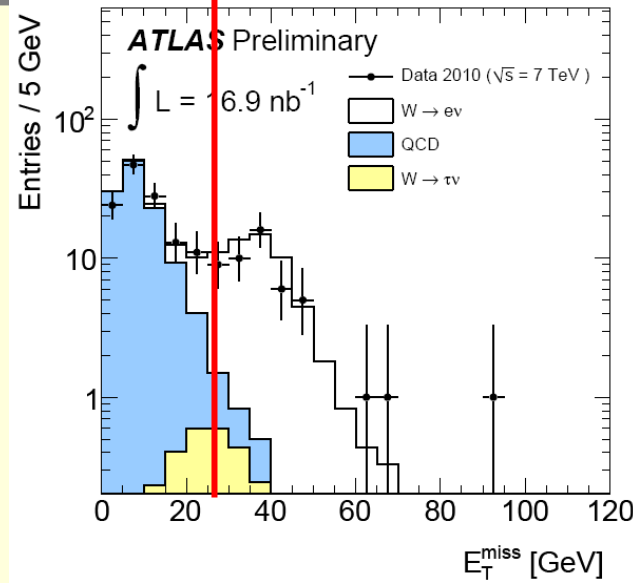 ATLAS Preliminary
∫ L = 16.9 nb⁻¹
Data 2010 (√s = 7 TeV )
W → eν
QCD
W → τν
Entries / 5 GeV
10²
10
1
0 20 40 60 80 100 120
E_T^miss [GeV]